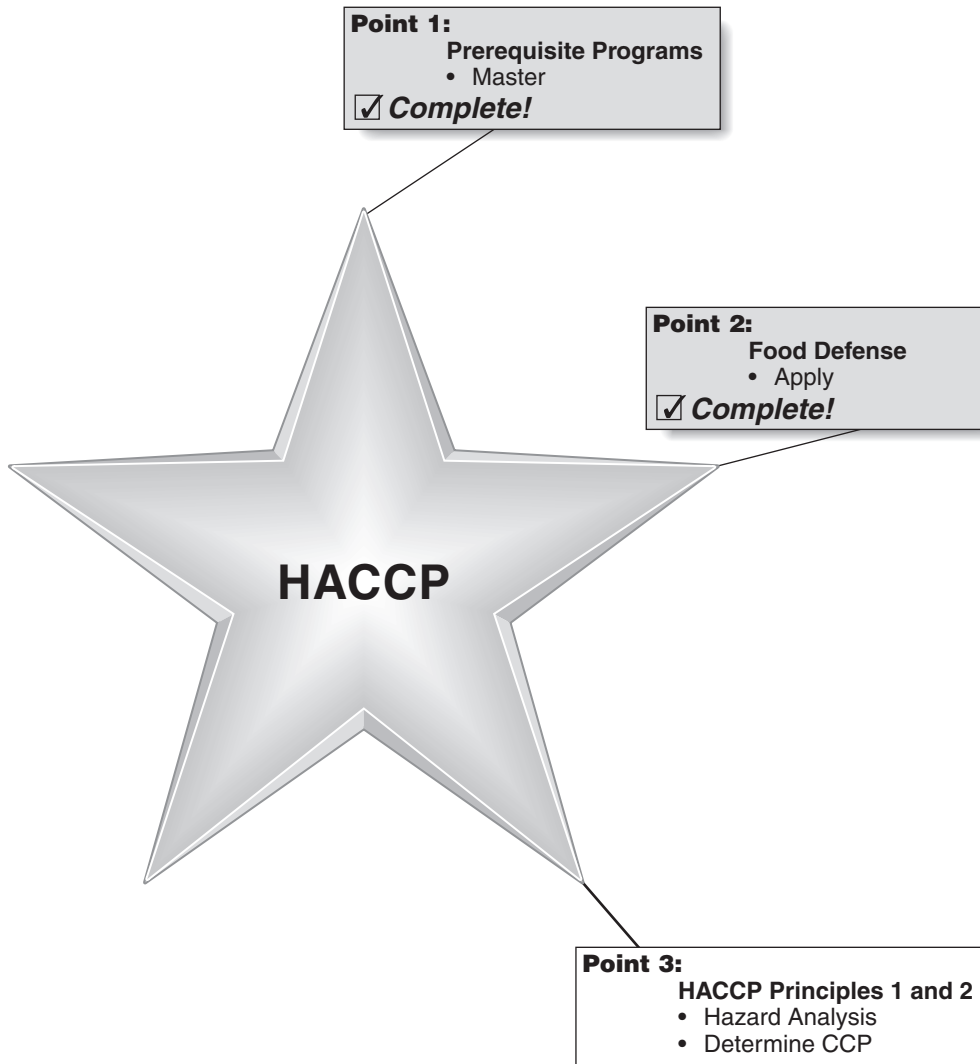 Point 1:
Prerequisite Programs
• Master
☑ Complete!
Point 2:
Food Defense
• Apply
☑ Complete!
HACCP
Point 3:
HACCP Principles 1 and 2
• Hazard Analysis
• Determine CCP